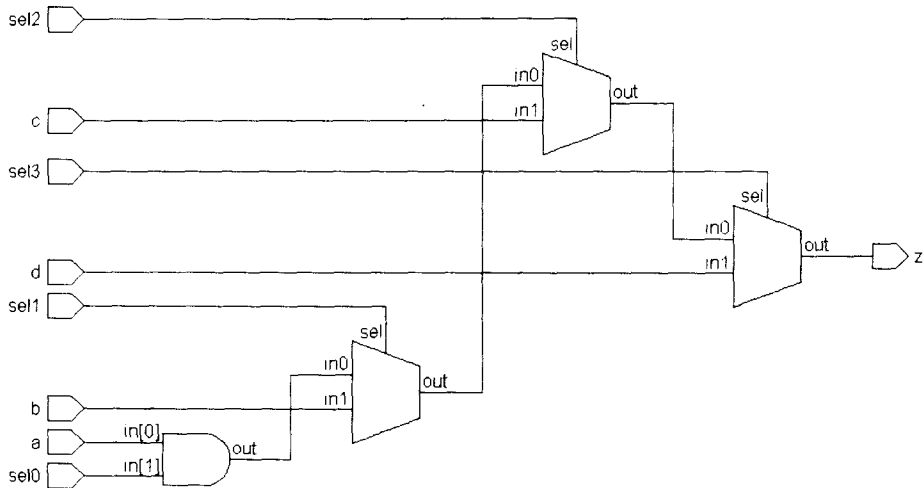 sel2
sel
in0
out
c
in1
sel3
sel
in0
out
z
d
in1
sel1
sel
in0
out
b
in1
a
in[0]
out
sel0
in[1]